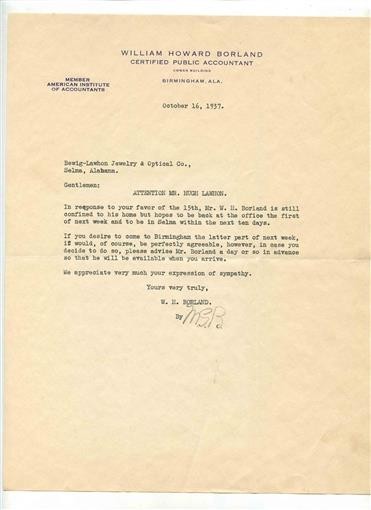 WILLIAM HOWARD BORLAND
CERTIFIED PUBLIC ACCOUNTANT
COMER BUILDING
BIRMINGHAM, ALA.
MEMBER
AMERICAN INSTITUTE
OF ACCOUNTANTS
October 16, 1937.
Bewig-Lawhon Jewelry & Optical Co.,
Selma, Alabama.
Gentlemen:
ATTENTION MR. HUGH LAWHON.
In response to your favor of the 15th, Mr. W. H. Borland is still
confined to his home but hopes to be back at the office the first
of next week and to be in Selma within the next ten days.
If you desire to come to Birmingham the latter part of next week,
if would, of course, be perfectly agreeable, however, in case you
decide to do so, please advise Mr. Borland a day or so in advance
so that he will be available when you arrive.
We appreciate very much your expression of sympathy.
Yours very truly,
W. H. BORLAND.
By